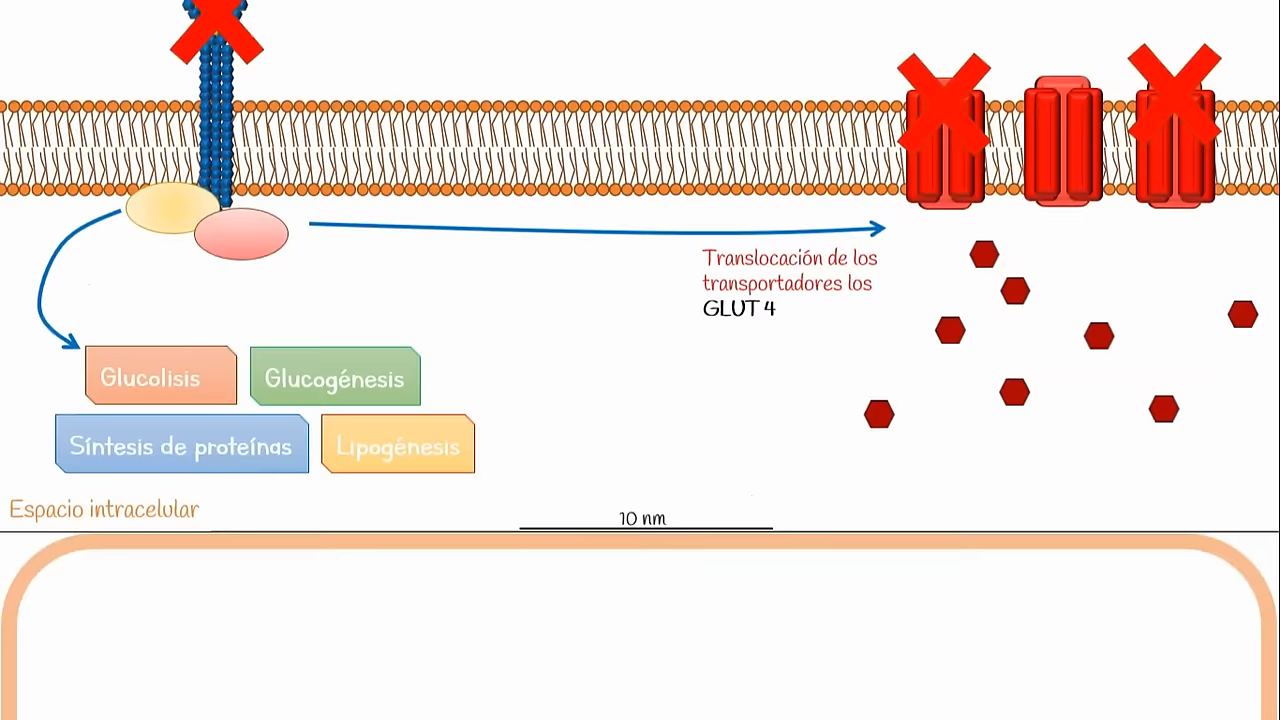 Translocación de los
transportadores los
GLUT 4
Glucolisis
Glucogénesis
Síntesis de proteínas
Lipogénesis
Espacio intracelular
10 nm